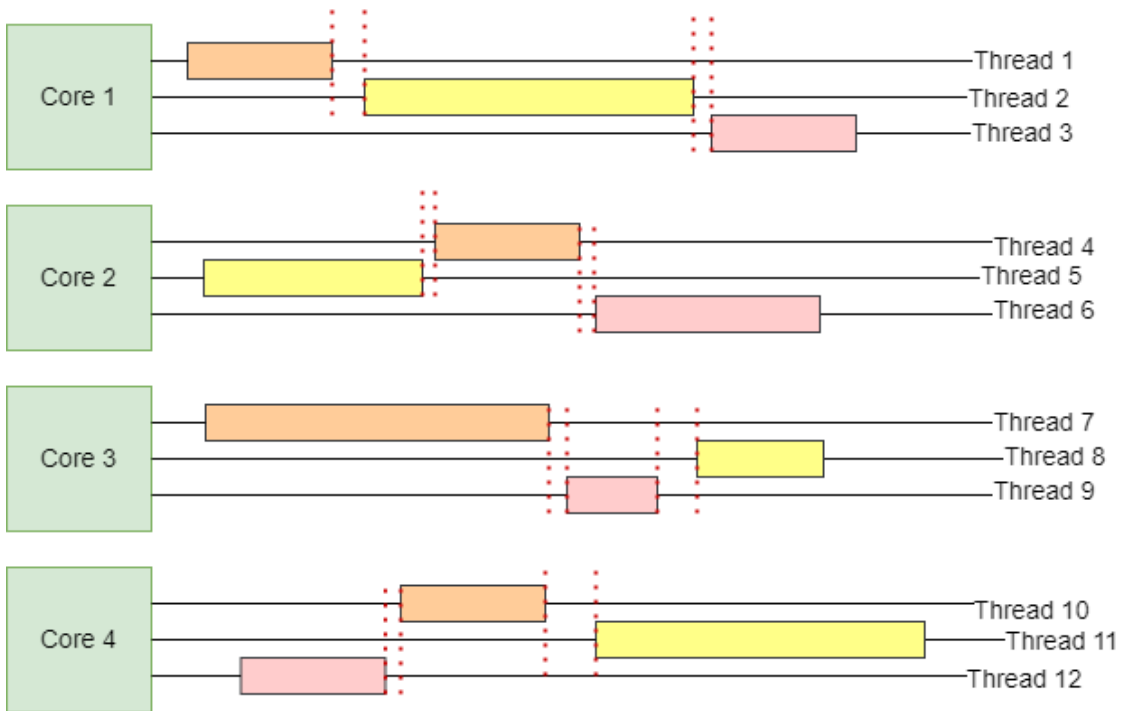 Core 1
Thread 1
Thread 2
Thread 3
Core 2
Thread 4
Thread 5
Thread 6
Core 3
Thread 7
Thread 8
Thread 9
Core 4
Thread 10
Thread 11
Thread 12